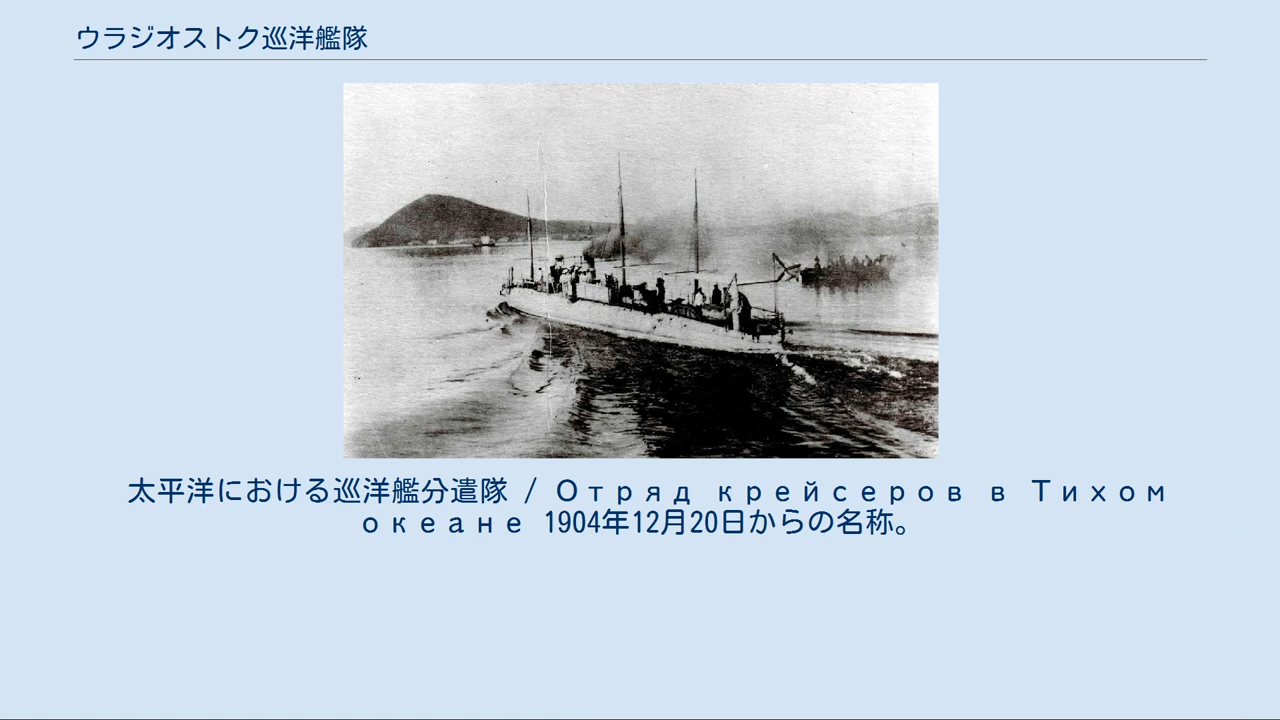 ウラジオストク巡洋艦隊
太平洋における巡洋艦分遣隊 / Отряд крейсеров в Тихом
океане 1904年12月20日からの名称。